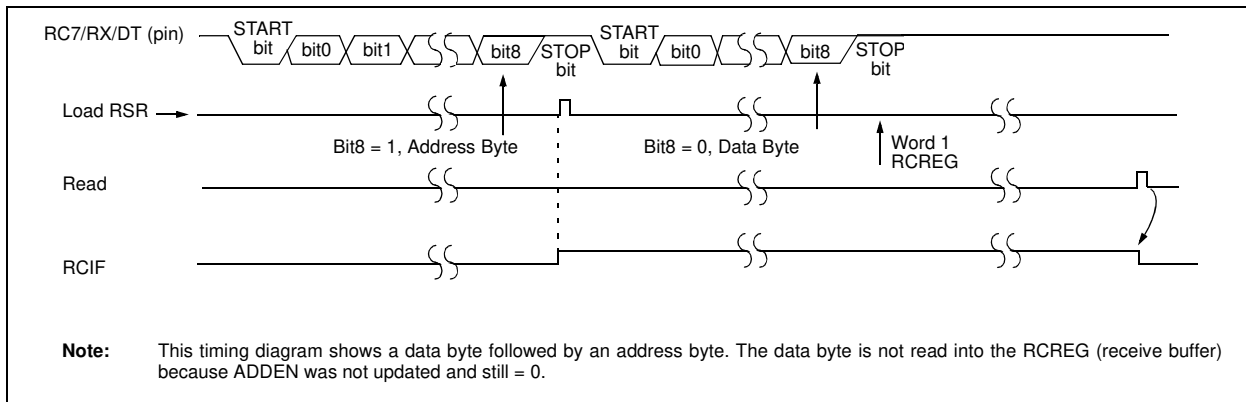 RC7/RX/DT (pin)
START
bit
bit0
bit1
bit8
STOP
bit
START
bit
bit0
bit8
STOP
bit
Load RSR
Bit8 = 1, Address Byte
Bit8 = 0, Data Byte
Word 1
RCREG
Read
RCIF
Note: This timing diagram shows a data byte followed by an address byte. The data byte is not read into the RCREG (receive buffer)
because ADDEN was not updated and still = 0.